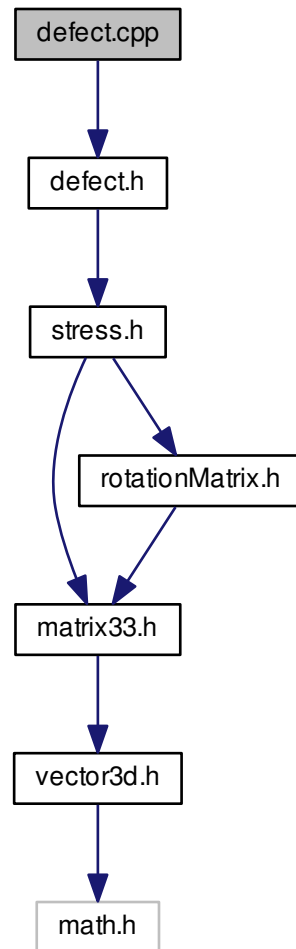 defect.cpp
defect.h
stress.h
rotationMatrix.h
matrix33.h
vector3d.h
math.h